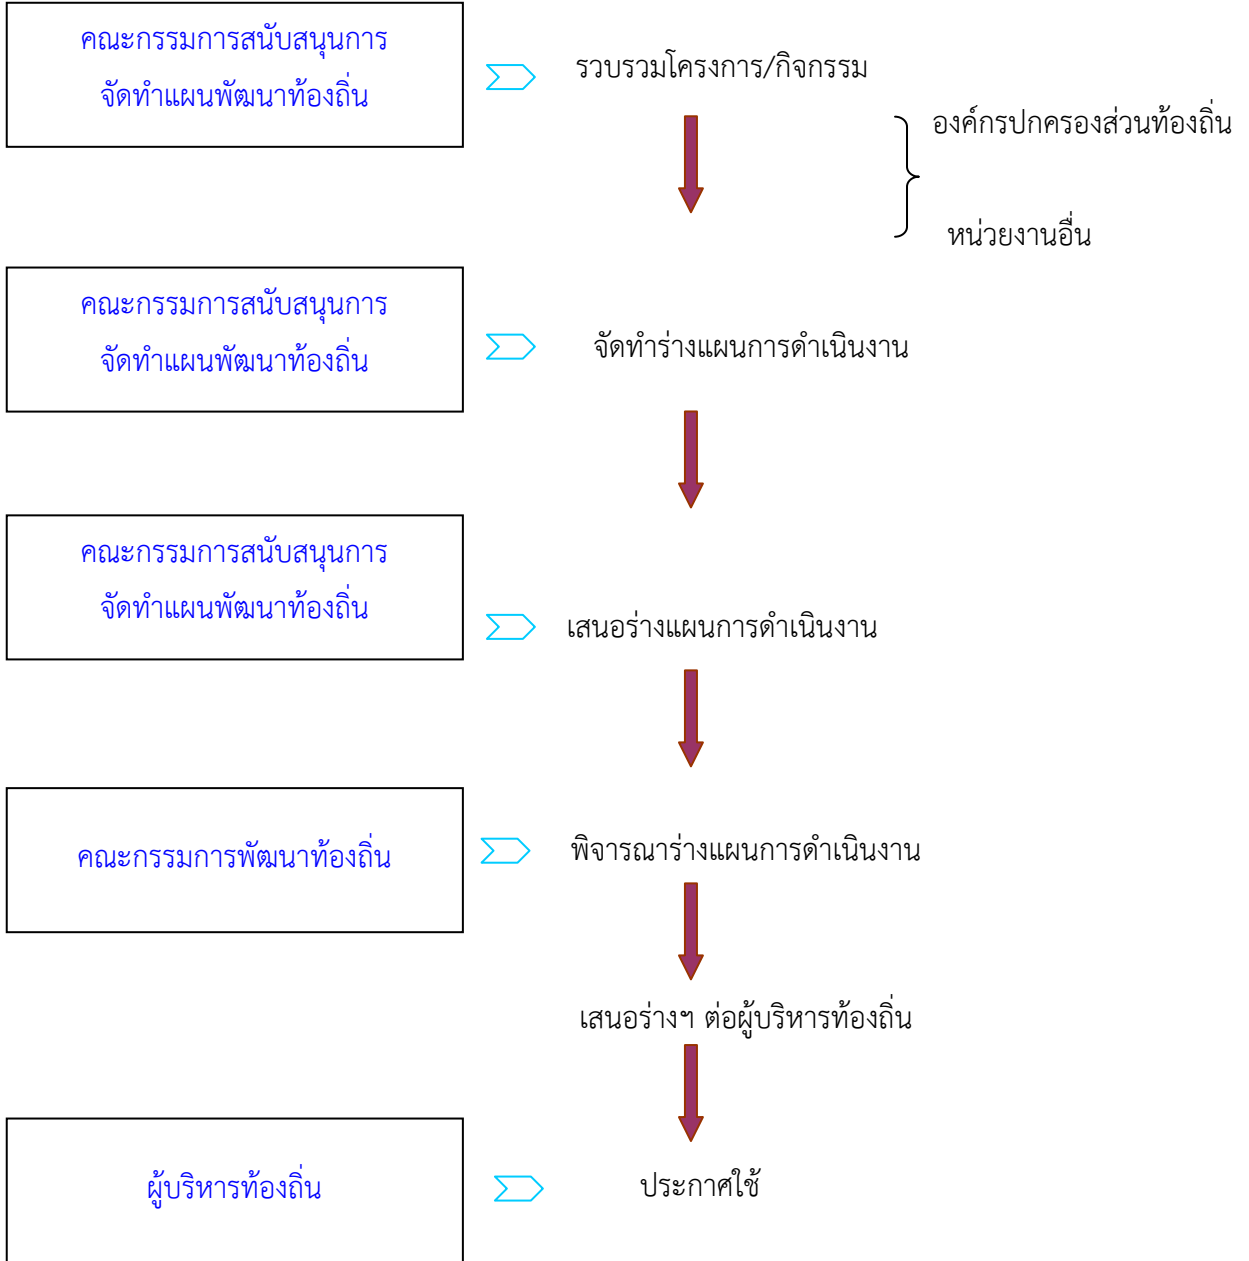 คณะกรรมการสนับสนุนการ
จัดทำแผนพัฒนาท้องถิ่น
รวบรวมโครงการ/กิจกรรม
องค์กรปกครองส่วนท้องถิ่น
หน่วยงานอื่น
คณะกรรมการสนับสนุนการ
จัดทำแผนพัฒนาท้องถิ่น
จัดทำร่างแผนการดำเนินงาน
คณะกรรมการสนับสนุนการ
จัดทำแผนพัฒนาท้องถิ่น
เสนอร่างแผนการดำเนินงาน
คณะกรรมการพัฒนาท้องถิ่น
พิจารณาร่างแผนการดำเนินงาน
เสนอร่างฯ ต่อผู้บริหารท้องถิ่น
ผู้บริหารท้องถิ่น
ประกาศใช้